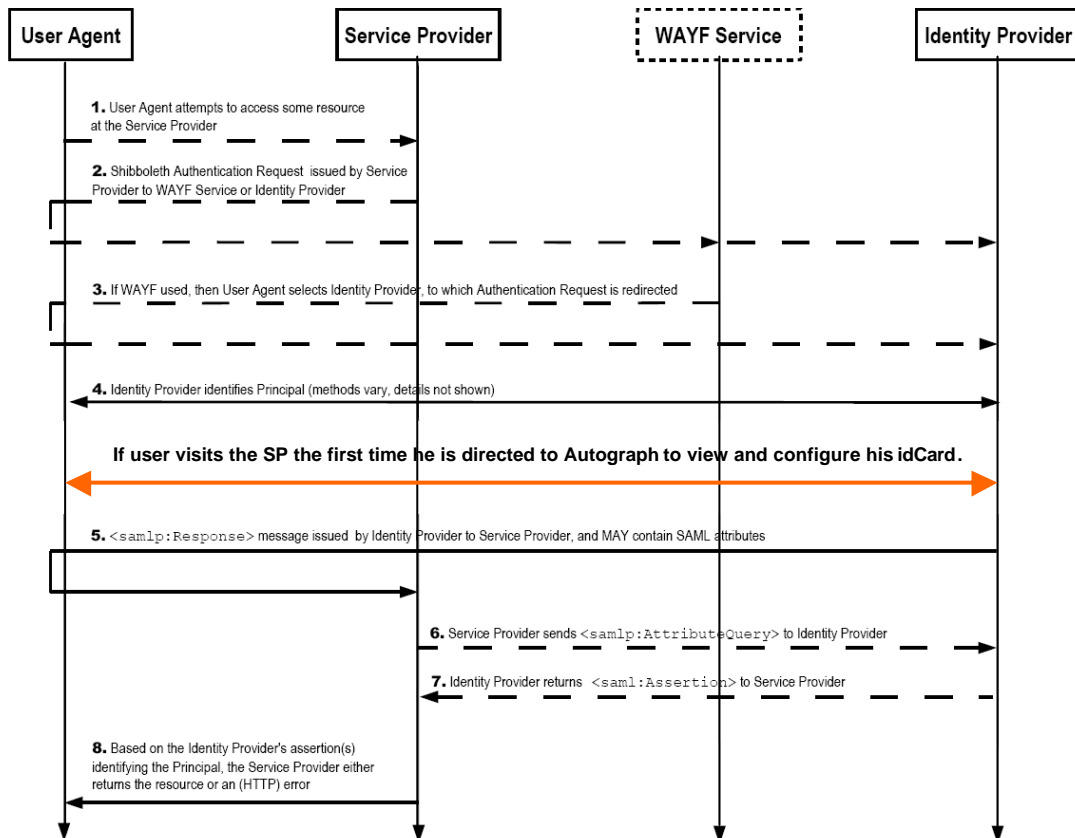 User Agent
Service Provider
WAYF Service
Identity Provider
1. User Agent attempts to access some resource
at the Service Provider
2. Shibboleth Authentication Request issued by Service
Provider to WAYF Service or Identity Provider
3. If WAYF used, then User Agent selects Identity Provider, to which Authentication Request is redirected
4. Identity Provider identifies Principal (methods vary, details not shown)
If user visits the SP the first time he is directed to Autograph to view and configure his idCard.
5. <samlp:Response> message issued by Identity Provider to Service Provider, and MAY contain SAML attributes
6. Service Provider sends <samlp:AttributeQuery> to Identity Provider
7. Identity Provider returns <saml:Assertion> to Service Provider
8. Based on the Identity Provider's assertion(s)
identifying the Principal, the Service Provider either
returns the resource or an (HTTP) error